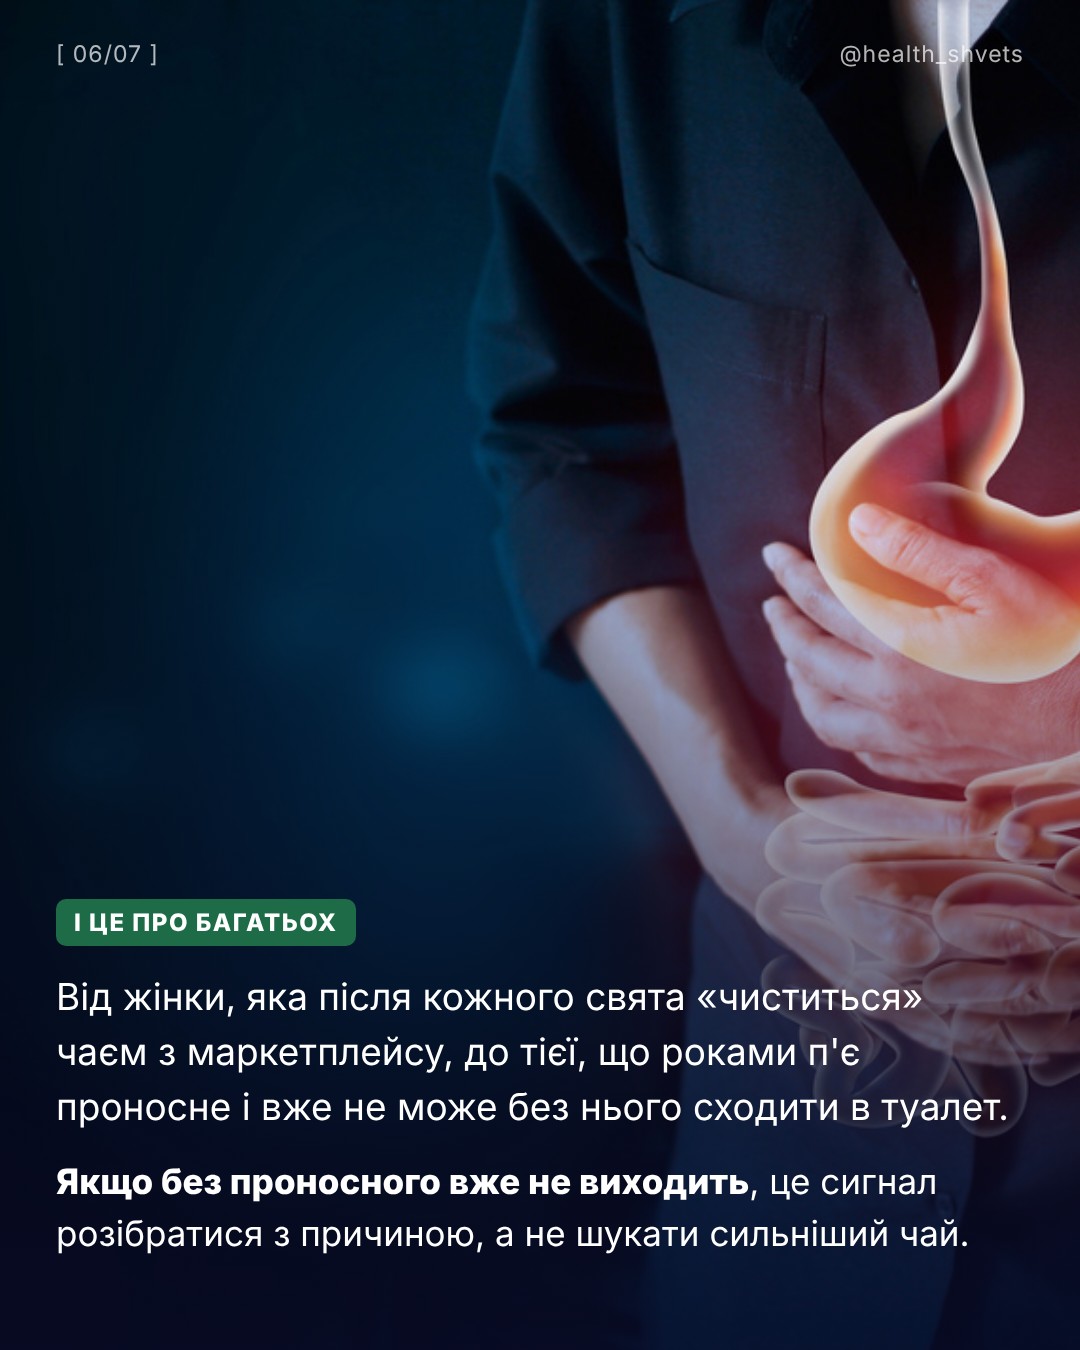 [ 06/07 ]
@health_shvets
І ЦЕ ПРО БАГАТЬОХ
Від жінки, яка після кожного свята «чиститься»
чаєм з маркетплейсу, до тієї, що роками п'є
проносне і вже не може без нього сходити в туалет.
Якщо без проносного вже не виходить, це сигнал
розібратися з причиною, а не шукати сильніший чай.